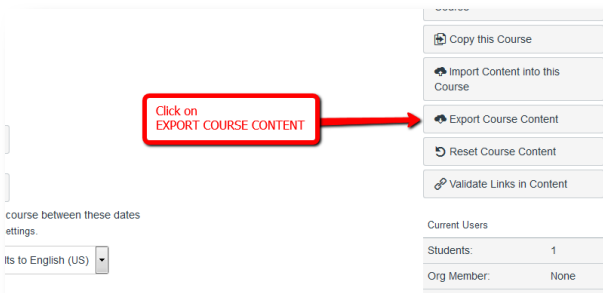 Course
Copy this Course
Import Content into this
Course
Click on
EXPORT COURSE CONTENT
Export Course Content
Reset Course Content
Validate Links in Content
course between these dates
ettings.
Current Users
Students: 1
lts to English (US)
Org Member: None